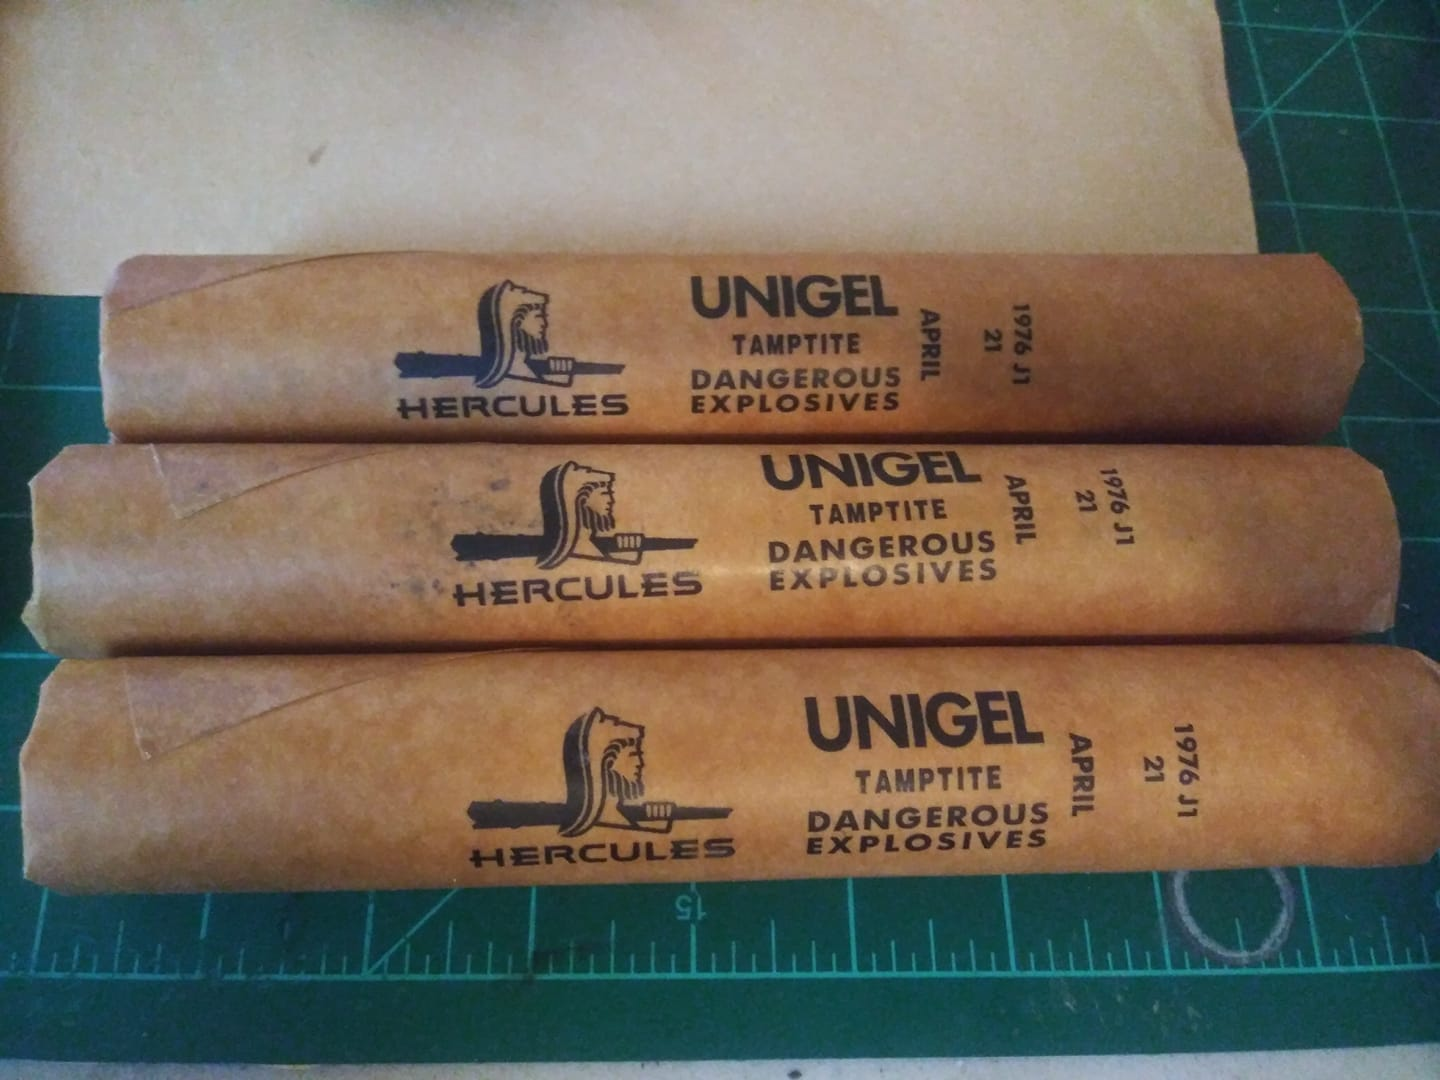 HERCULES
UNIGEL
TAMPTITE
DANGEROUS
EXPLOSIVES
APRIL
21
1976 J1
HERCULES
UNIGEL
TAMPTITE
DANGEROUS
EXPLOSIVES
APRIL
21
1976 J1
HERCULES
UNIGEL
TAMPTITE
DANGEROUS
EXPLOSIVES
APRIL
21
1976 J1
15